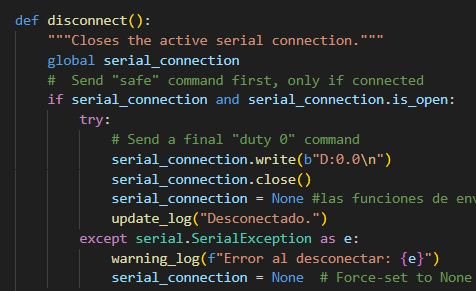 def disconnect():
    """Closes the active serial connection."""
    global serial_connection
    #  Send "safe" command first, only if connected
    if serial_connection and serial_connection.is_open:
        try:
            # Send a final "duty 0" command
            serial_connection.write(b"D:0.0\n")
            serial_connection.close()
            serial_connection = None #las funciones de
            update_log("Desconectado.")
        except serial.SerialException as e:
            warning_log(f"Error al desconectar: {e}")
            serial_connection = None  # Force-set to None